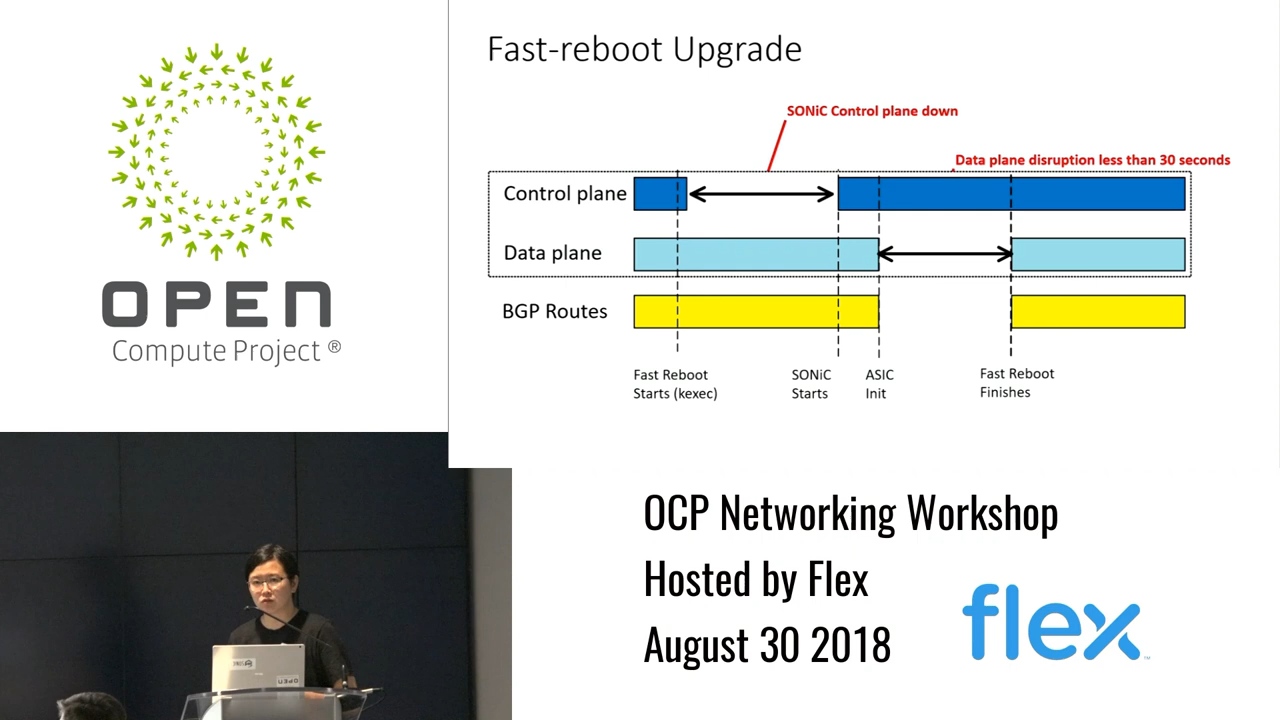 OPEN
Compute Project ®
Fast-reboot Upgrade
SONiC Control plane down
Data plane disruption less than 30 seconds
Control plane
Data plane
BGP Routes
Fast Reboot
Starts (kexec)
SONiC
Starts
ASIC
Init
Fast Reboot
Finishes
OCP Networking Workshop
Hosted by Flex
August 30 2018
flex
OPEN